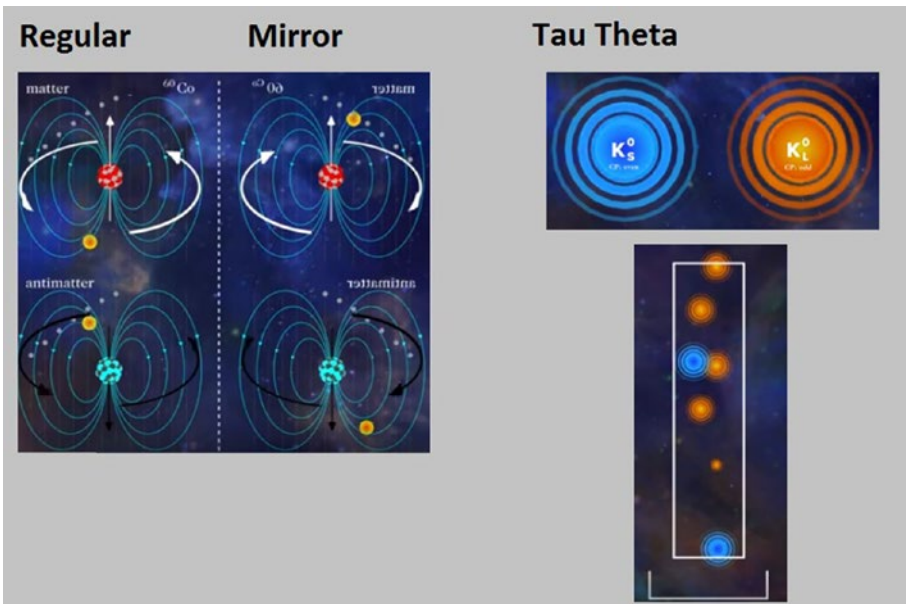 Regular
Mirror
Tau Theta
matter
⁶⁰Co
⁶⁰Co
matter
antimatter
antimatter
K⁰S
CP: even
K⁰L
CP: odd